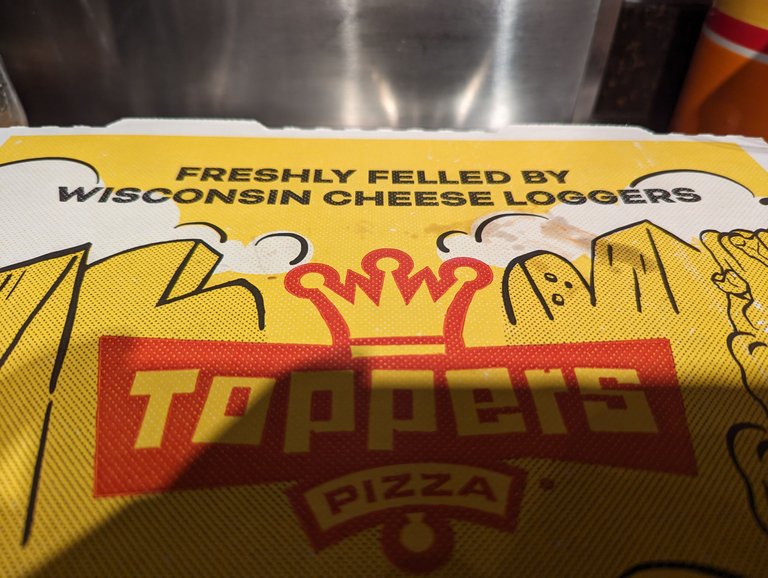 FRESHLY FELLED BY
WISCONSIN CHEESE LOGGERS
Toppers
PIZZA